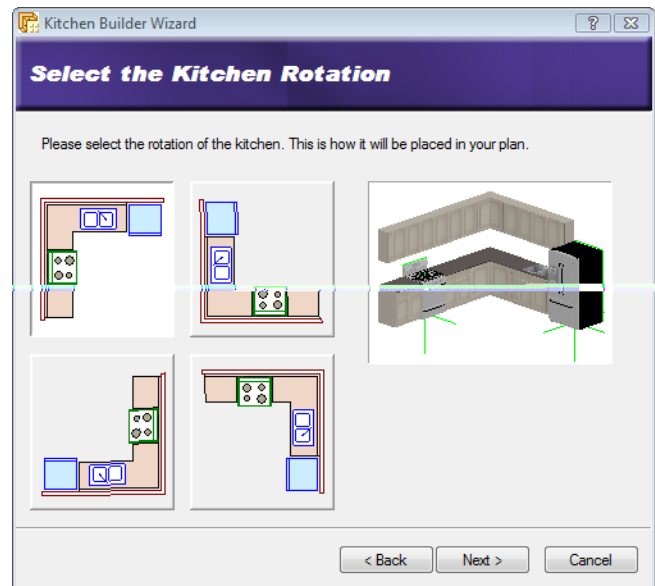 Kitchen Builder Wizard
Select the Kitchen Rotation
Please select the rotation of the kitchen. This is how it will be placed in your plan.
< Back Next > Cancel